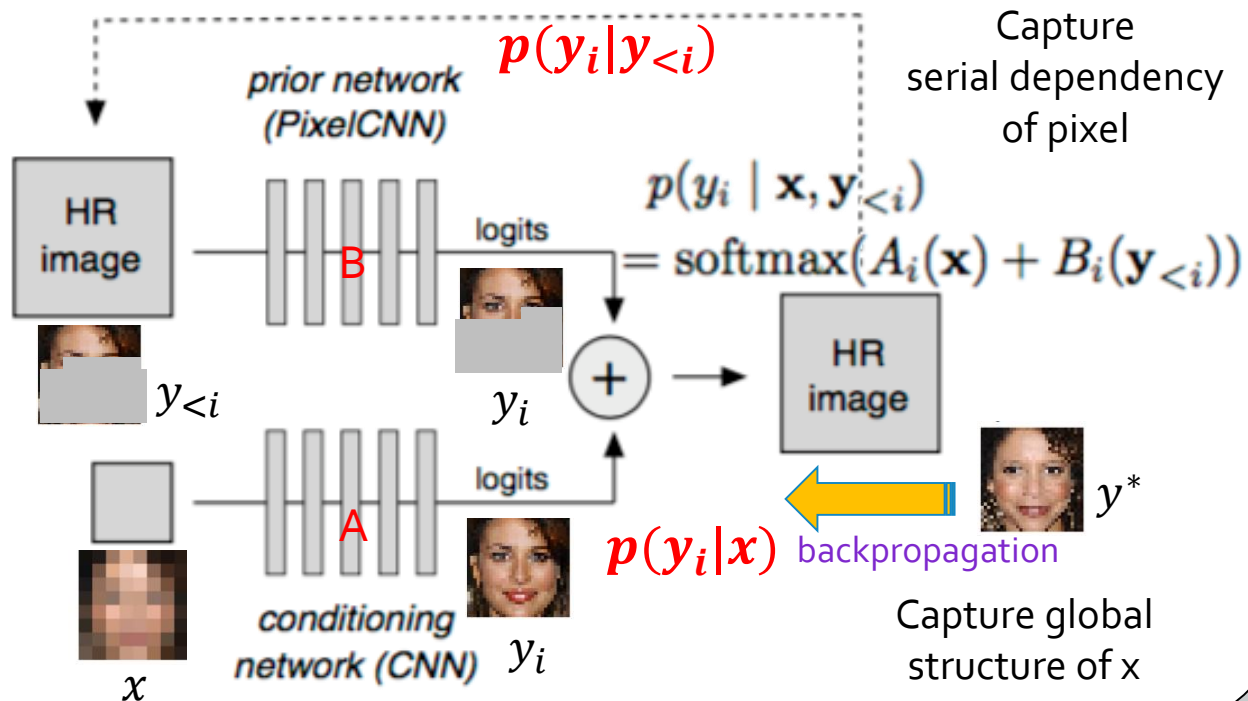 p(y_i|y_{<i})
Capture
serial dependency
of pixel
prior network
(PixelCNN)
HR
image
B
logits
p(y_i | x, y_{<i})
= softmax(A_i(x) + B_i(y_{<i}))
y_{<i}
y_i
+
HR
image
A
logits
p(y_i|x)
backpropagation
y*
conditioning
network (CNN)
y_i
x
Capture global
structure of x